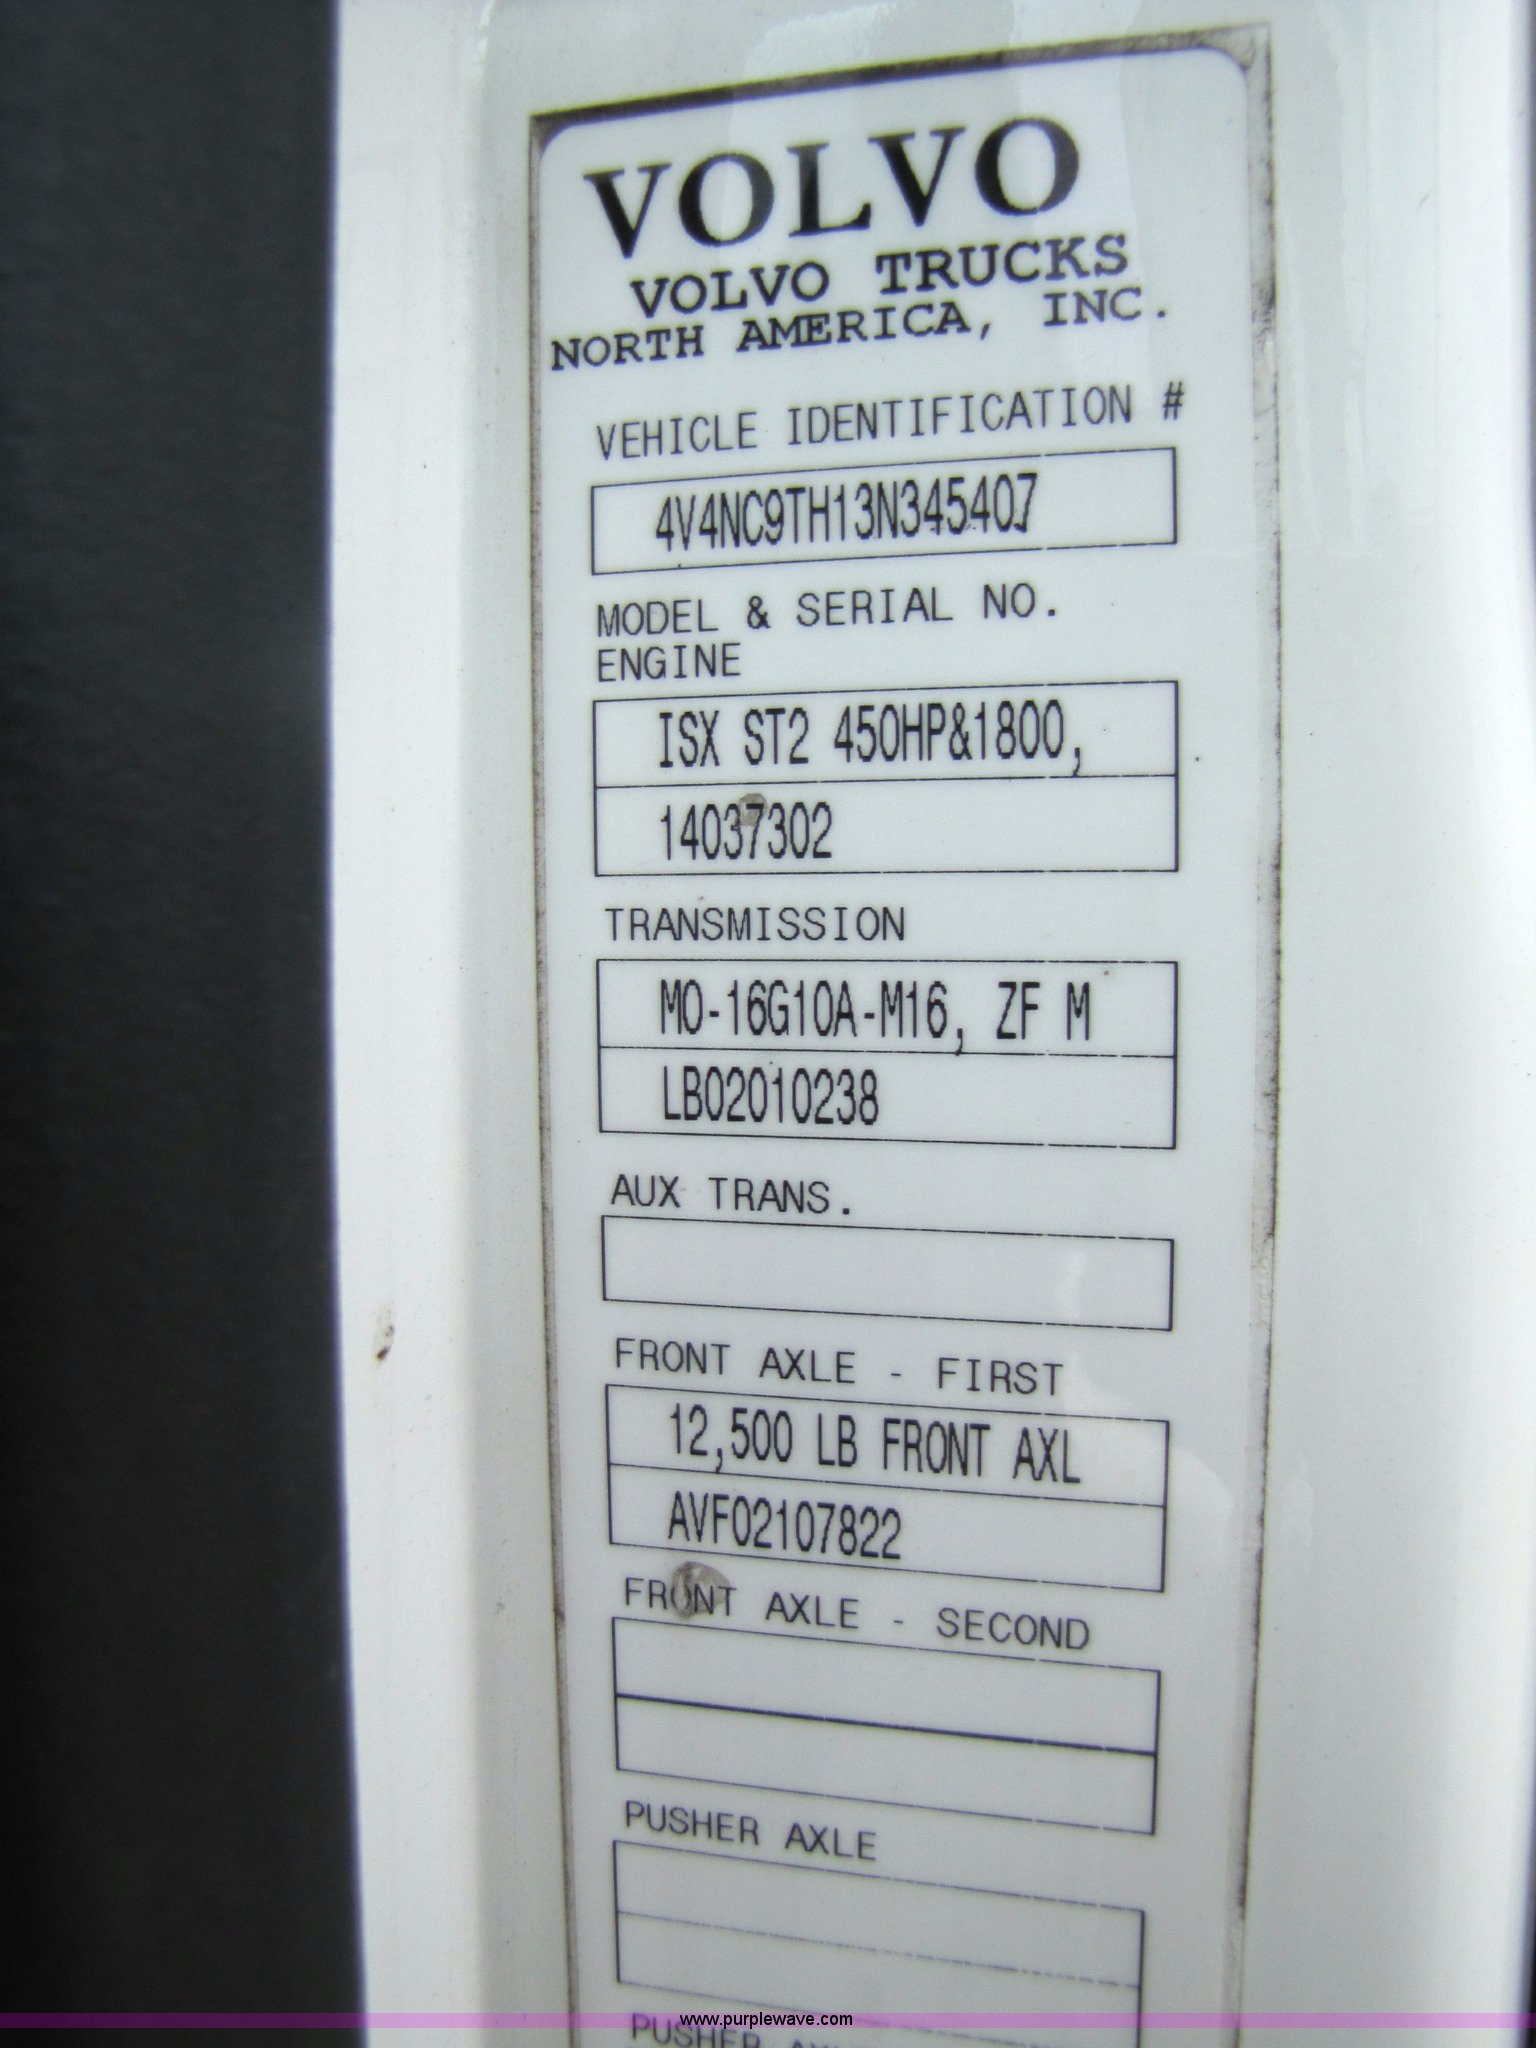 VOLVO
VOLVO TRUCKS
NORTH AMERICA, INC.
VEHICLE IDENTIFICATION #
4V4NC9TH13N345407
MODEL & SERIAL NO.
ENGINE
ISX ST2 450HP&1800,
14037302
TRANSMISSION
MO-16G10A-M16, ZF M
LB02010238
AUX TRANS.
FRONT AXLE - FIRST
12,500 LB FRONT AXL
AVF02107822
FRONT AXLE - SECOND
PUSHER AXLE
www.purplewave.com
PUSHER